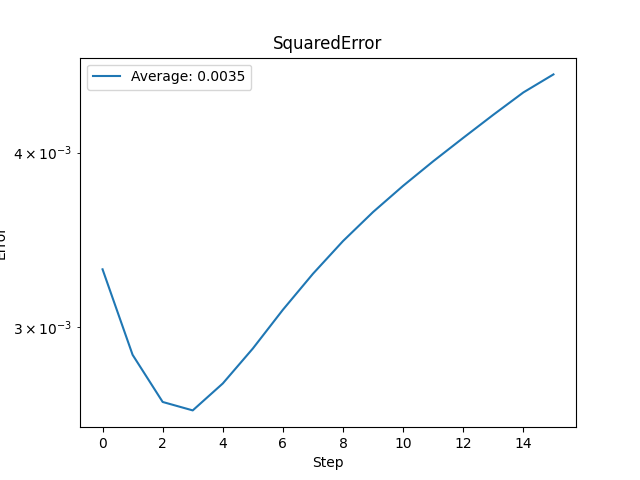 SquaredError
Average: 0.0035
4 × 10⁻³
3 × 10⁻³
Error
0 2 4 6 8 10 12 14
Step